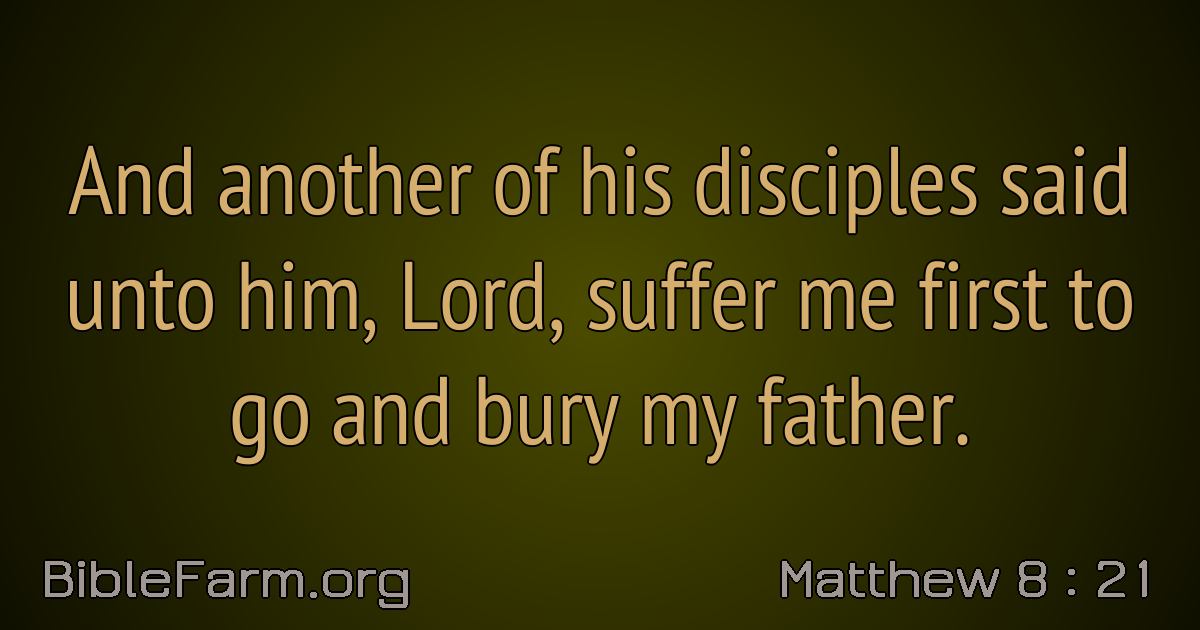 And another of his disciples said
unto him, Lord, suffer me first to
go and bury my father.
BibleFarm.org
Matthew 8 : 21